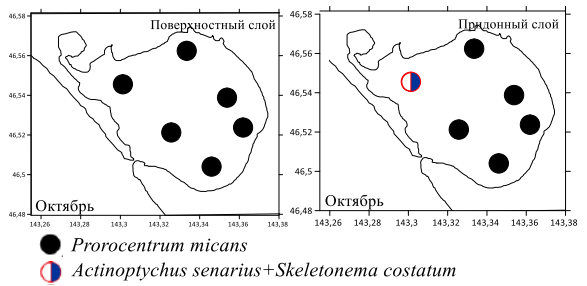 Поверхностный слой
46,58
46,56
46,54
46,52
46,5
46,48
Октябрь
143,26 143,28 143,3 143,32 143,34 143,36 143,38
Придонный слой
46,58
46,56
46,54
46,52
46,5
46,48
Октябрь
143,26 143,28 143,3 143,32 143,34 143,36 143,38
Prorocentrum micans
Actinoptychus senarius+Skeletonema costatum